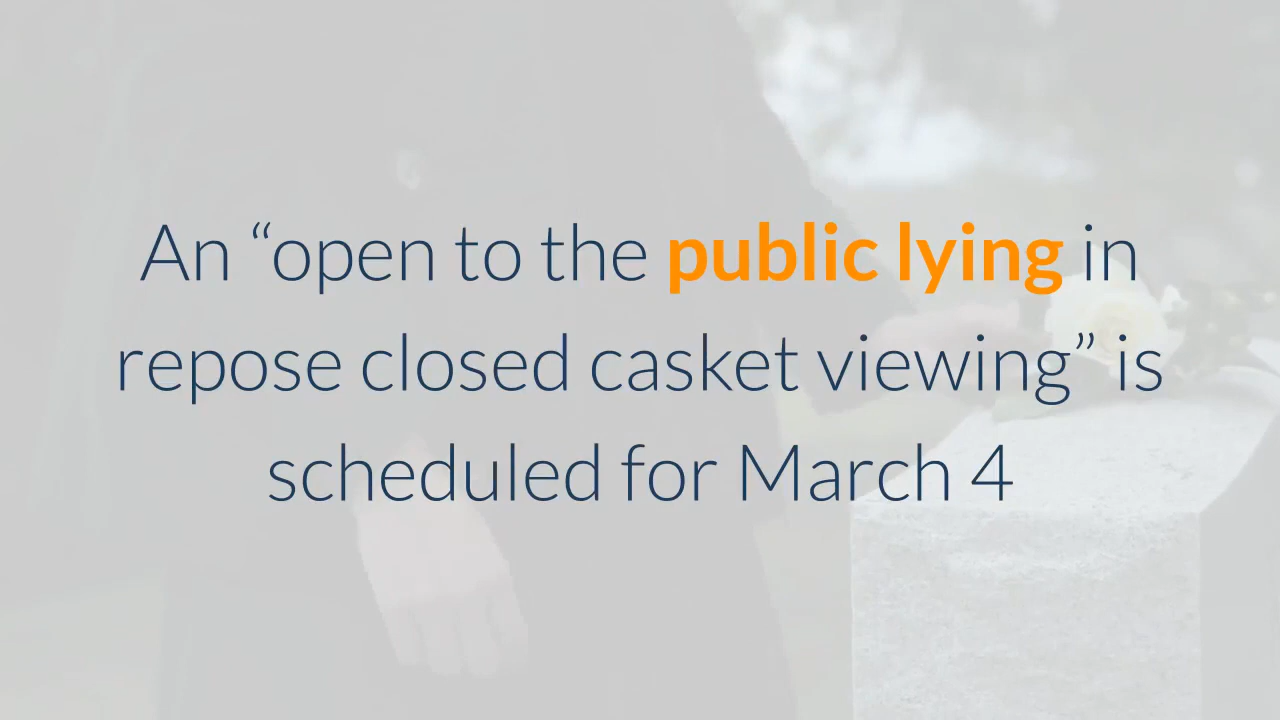 An “open to the public lying in
repose closed casket viewing” is
scheduled for March 4